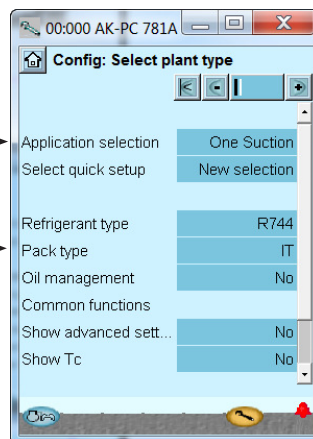 00:000 AK-PC 781A
Config: Select plant type
Application selection One Suction
Select quick setup New selection
Refrigerant type R744
Pack type IT
Oil management No
Common functions
Show advanced sett... No
Show Tc No